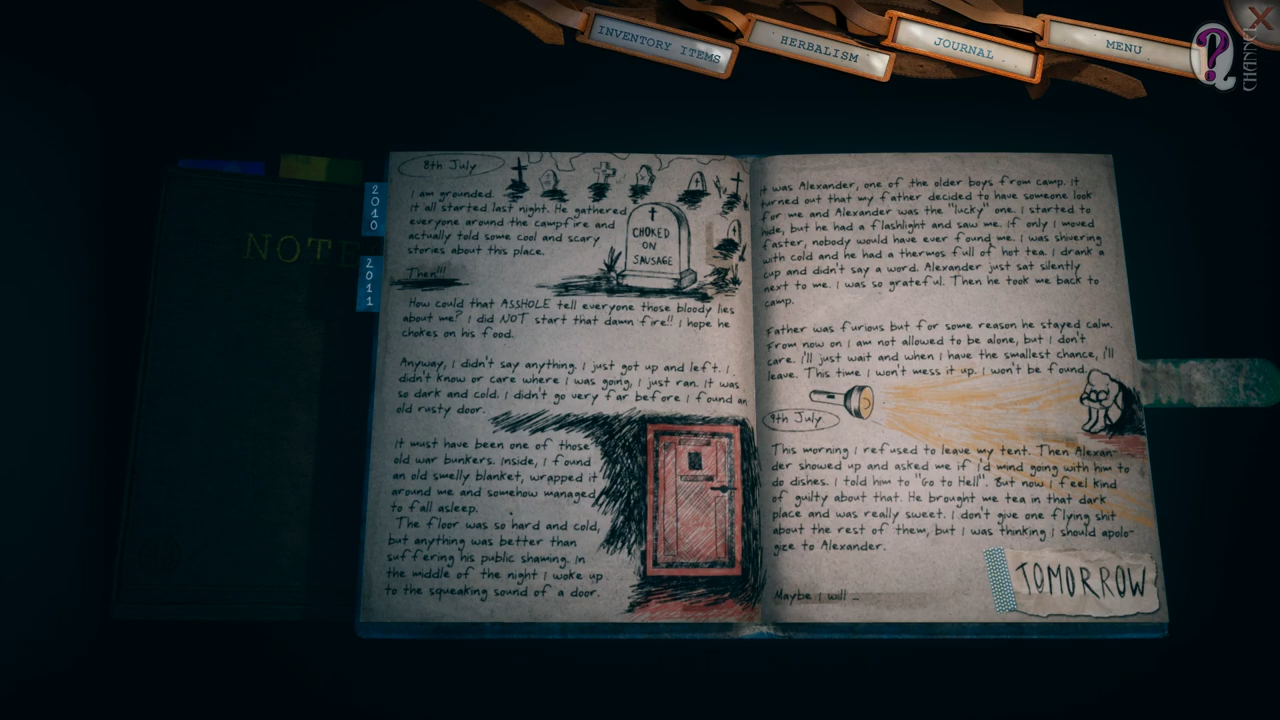 INVENTORY ITEMS
HERBALISM
JOURNAL
MENU
CHANNEL
NOTE
2010
2011
8th July
I am grounded.
It all started last night. He gathered
everyone around the campfire and
actually told some cool and scary
stories about this place.
CHOKED
ON
SAUSAGE
Then!!!
How could that ASSHOLE tell everyone those bloody lies
about me? I did NOT start that damn fire!! I hope he
chokes on his food.
Anyway, I didn't say anything. I just got up and left. I
didn't know or care where I was going, I just ran. It was
so dark and cold. I didn't go very far before I found an
old rusty door.
It must have been one of those
old war bunkers. Inside, I found
an old smelly blanket, wrapped it
around me and somehow managed
to fall asleep.
The floor was so hard and cold,
but anything was better than
suffering his public shaming. In
the middle of the night I woke up
to the squeaking sound of a door.
It was Alexander, one of the older boys from camp. It
turned out that my father decided to have someone look
for me and Alexander was the "lucky" one. I started to
hide, but he had a flashlight and saw me. If only I moved
faster, nobody would have ever found me. I was shivering
with cold and he had a thermos full of hot tea. I drank a
cup and didn't say a word. Alexander just sat silently
next to me. I was so grateful. Then he took me back to
camp.
Father was furious but for some reason he stayed calm.
From now on I am not allowed to be alone, but I don't
care. I'll just wait and when I have the smallest chance, I'll
leave. This time I won't mess it up. I won't be found.
9th July
This morning I refused to leave my tent. Then Alexan-
der showed up and asked me if I'd mind going with him to
do dishes. I told him to "Go to Hell". But now I feel kind
of guilty about that. He brought me tea in that dark
place and was really sweet. I don't give one flying shit
about the rest of them, but I was thinking I should apolo-
gize to Alexander.
Maybe I will ...
TOMORROW